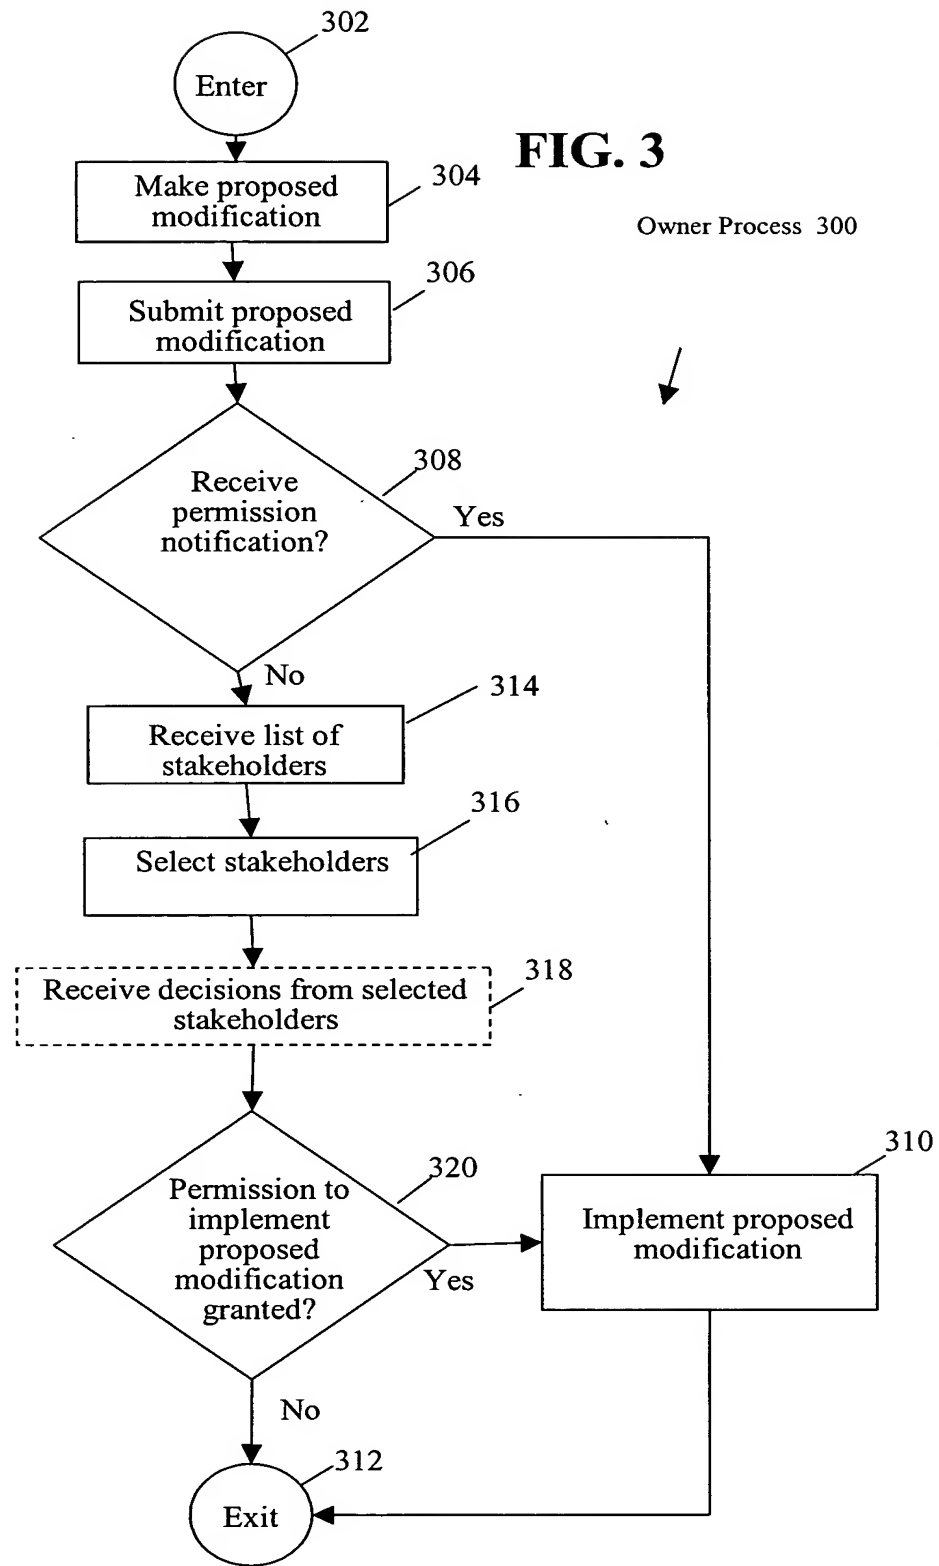 302
Enter
FIG. 3
Make proposed
modification
304
Owner Process 300
306
Submit proposed
modification
308
Receive
permission
notification?
Yes
No
314
Receive list of
stakeholders
316
Select stakeholders
318
Receive decisions from selected
stakeholders
310
320
Permission to
implement
proposed
modification
granted?
Implement proposed
modification
Yes
No
312
Exit